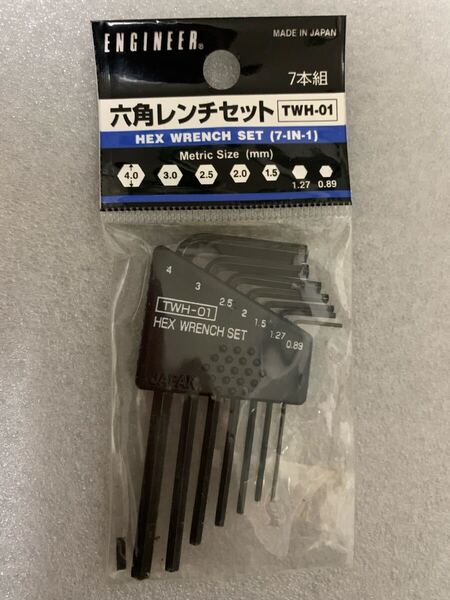 ENGINEER®
MADE IN JAPAN
7本組
六角レンチセット TWH-01
HEX WRENCH SET (7-IN-1)
Metric Size (mm)
4.0 3.0 2.5 2.0 1.5 1.27 0.89
4 3 2.5 2 1.5 1.27 0.89
TWH-01
HEX WRENCH SET
JAPAN